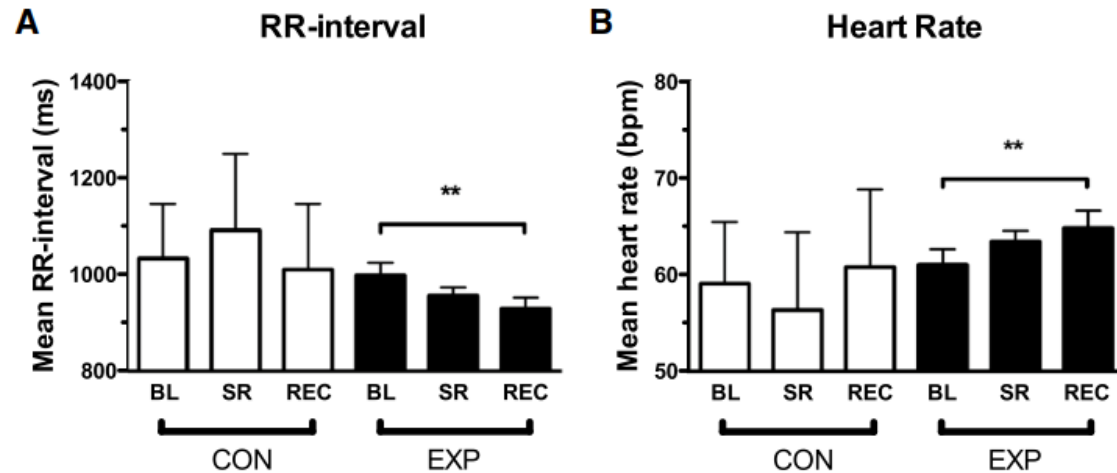 A RR-interval
Mean RR-interval (ms)
1400
1200
1000
800
**
BL SR REC BL SR REC
CON EXP
B Heart Rate
Mean heart rate (bpm)
80
70
60
50
**
BL SR REC BL SR REC
CON EXP